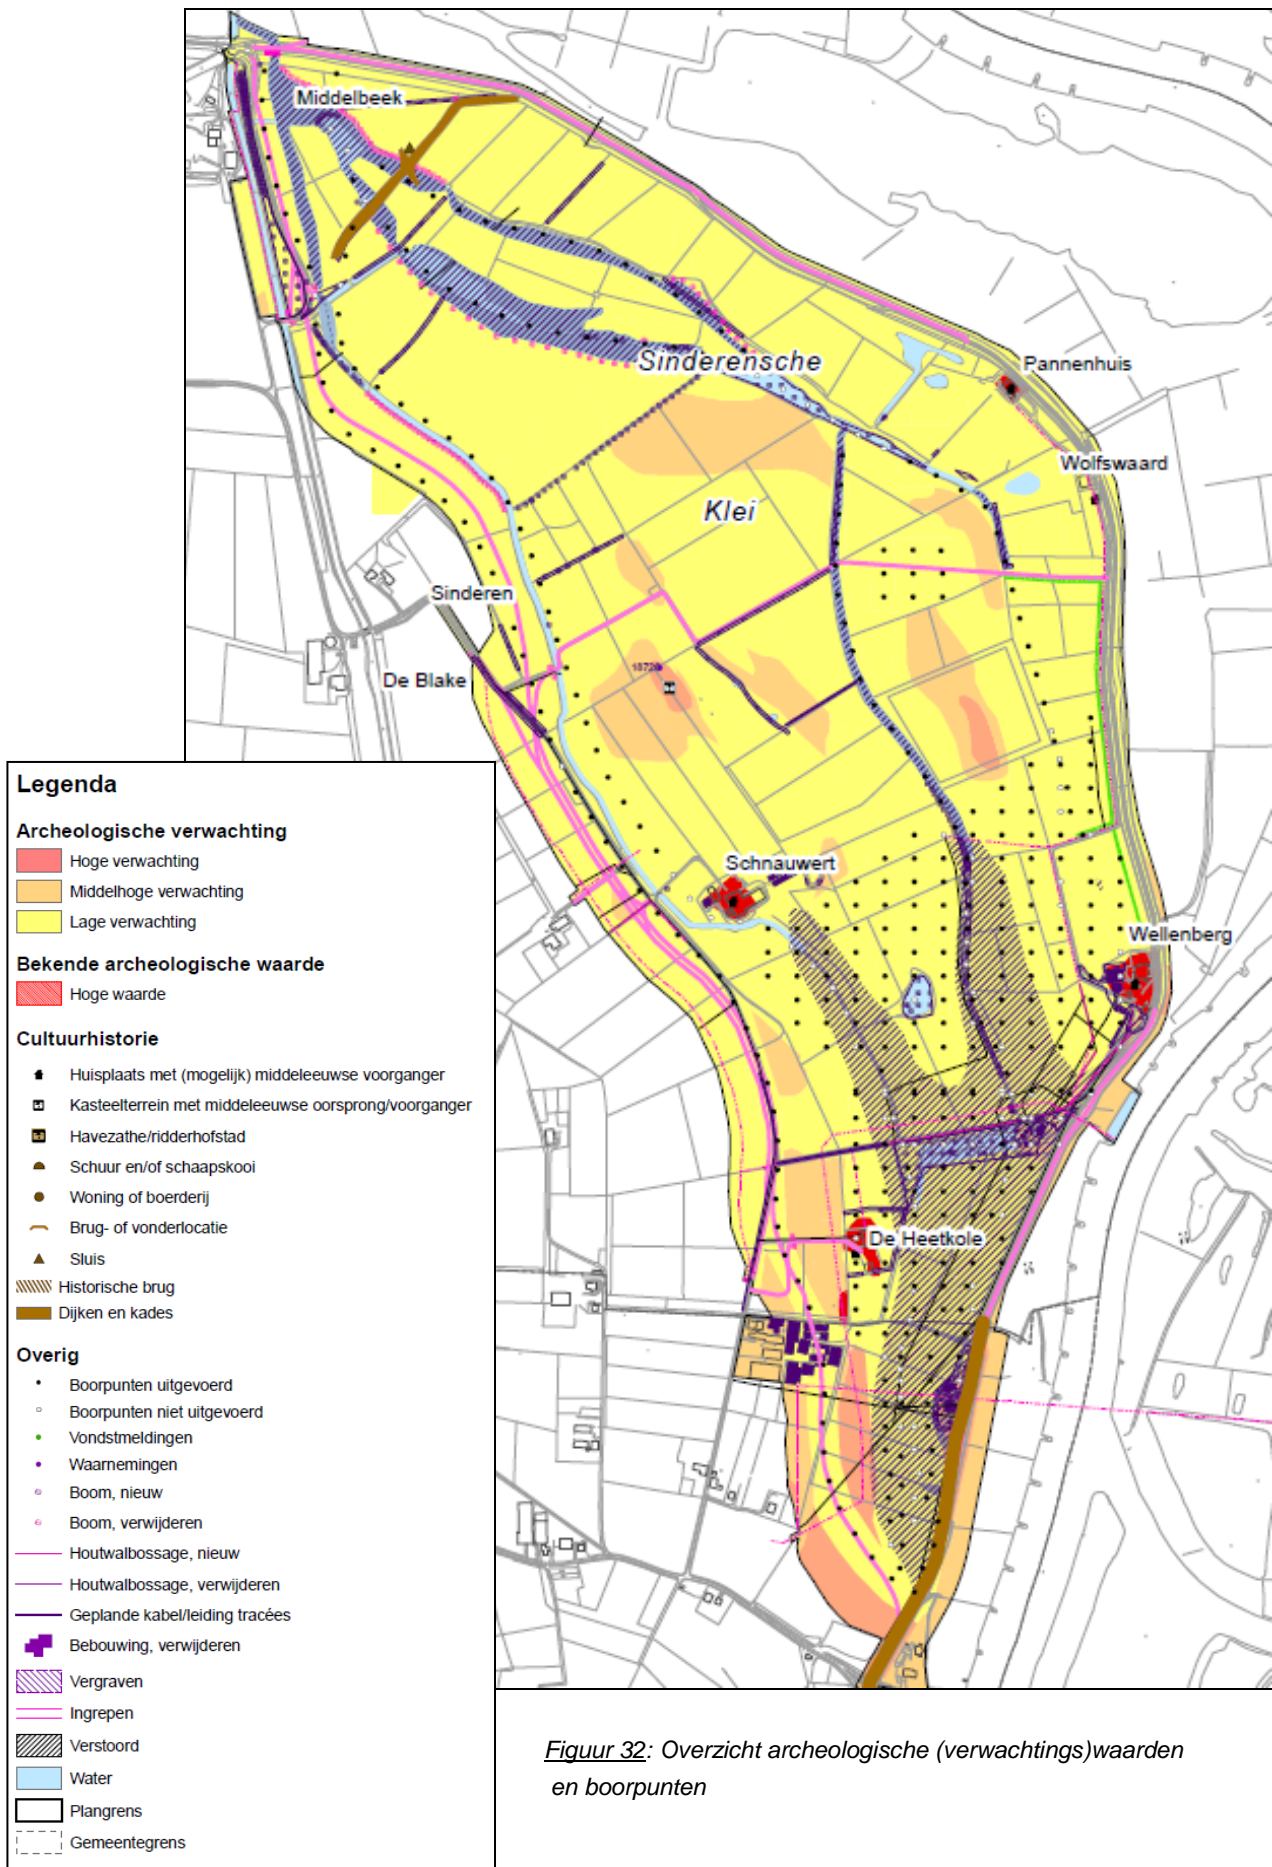 Middelbeek
Sinderensche
Pannenhuis
Wolfswaard
Klei
Sinderen
De Blake
Schnauwert
Wellenberg
De Heetkole
Legenda
Archeologische verwachting
Hoge verwachting
Middelhoge verwachting
Lage verwachting
Bekende archeologische waarde
Hoge waarde
Cultuurhistorie
Huisplaats met (mogelijk) middeleeuwse voorganger
Kasteelterrein met middeleeuwse oorsprong/voorganger
Havezathe/ridderhofstad
Schuur en/of schaapskooi
Woning of boerderij
Brug- of vonderlocatie
Sluis
Historische brug
Dijken en kades
Overig
Boorpunten uitgevoerd
Boorpunten niet uitgevoerd
Vondstmeldingen
Waarnemingen
Boom, nieuw
Boom, verwijderen
Houtwalbossage, nieuw
Houtwalbossage, verwijderen
Geplande kabel/leiding tracées
Bebouwing, verwijderen
Vergraven
Ingrepen
Verstoord
Water
Plangrens
Gemeentegrens
Figuur 32: Overzicht archeologische (verwachtings)waarden
en boorpunten